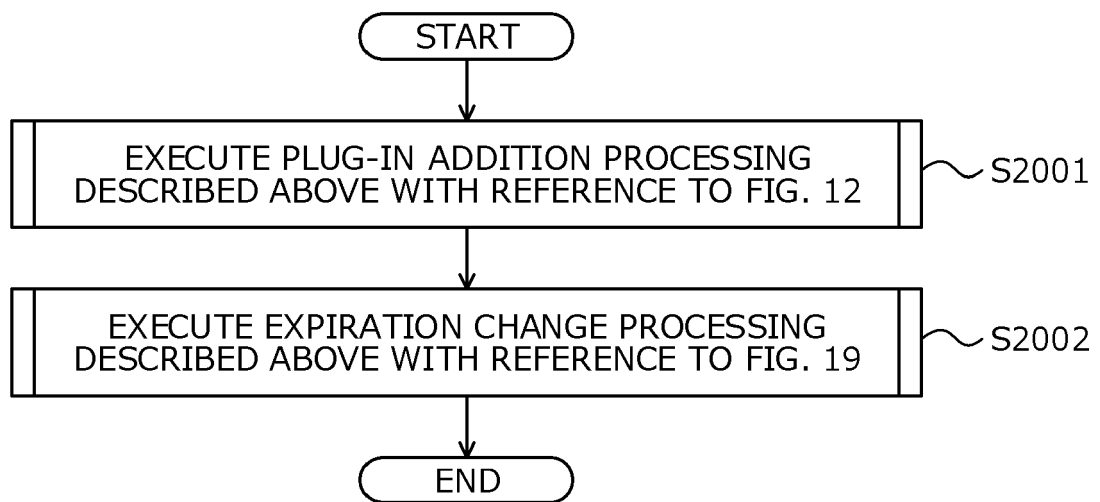 START
EXECUTE PLUG-IN ADDITION PROCESSING
DESCRIBED ABOVE WITH REFERENCE TO FIG. 12
S2001
EXECUTE EXPIRATION CHANGE PROCESSING
DESCRIBED ABOVE WITH REFERENCE TO FIG. 19
S2002
END